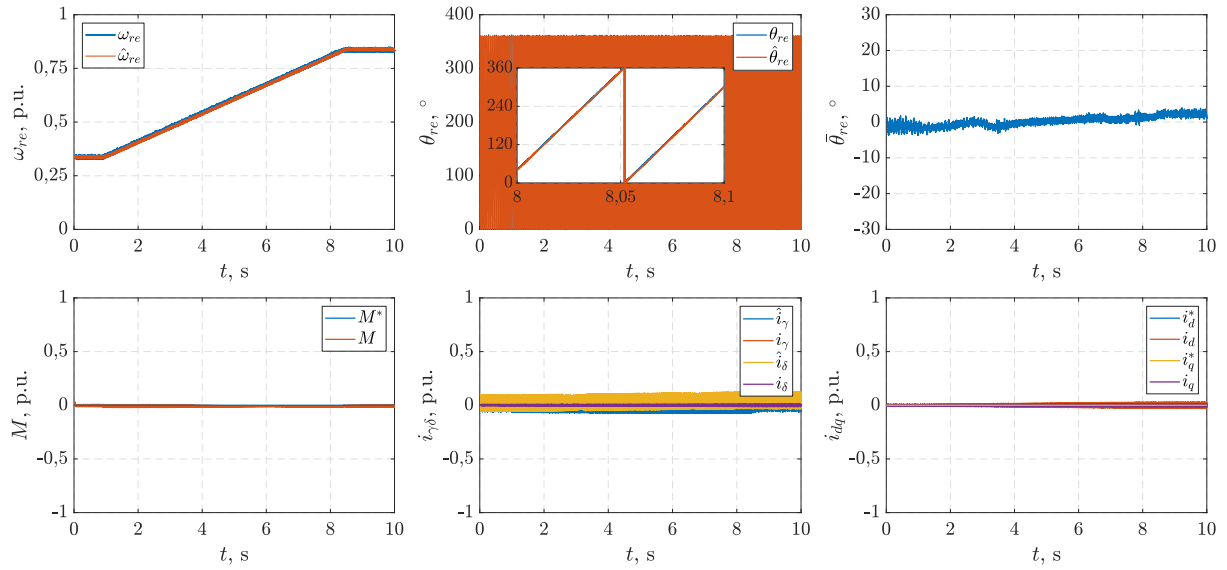 1
0,75
0,5
0,25
0
ω_re, p.u.
ω_re
ω̂_re
0 2 4 6 8 10
t, s
400
300
200
100
0
θ_re, °
θ_re
θ̂_re
360
240
120
0
8 8,05 8,1
0 2 4 6 8 10
t, s
30
20
10
0
-10
-20
-30
θ̄_re, °
0 2 4 6 8 10
t, s
1
0,5
0
-0,5
-1
M, p.u.
M*
M
0 2 4 6 8 10
t, s
1
0,5
0
-0,5
-1
i_γδ, p.u.
î_γ
i_γ
î_δ
i_δ
0 2 4 6 8 10
t, s
1
0,5
0
-0,5
-1
i_dq, p.u.
i*_d
i_d
i*_q
i_q
0 2 4 6 8 10
t, s